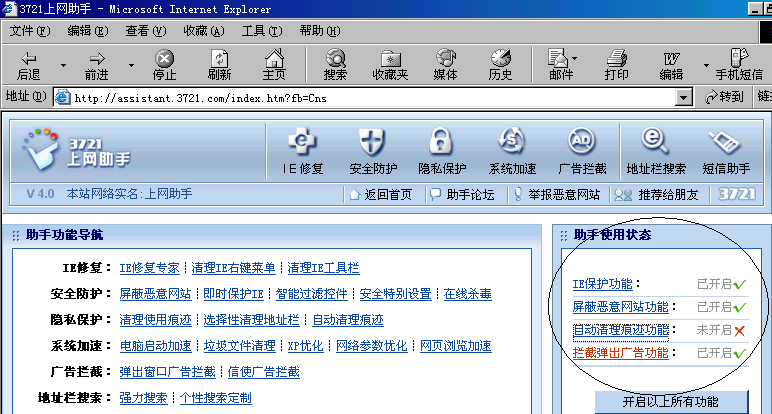 3721上网助手 - Microsoft Internet Explorer
文件(F) 编辑(E) 查看(V) 收藏(A) 工具(T) 帮助(H)
后退 前进 停止 刷新 主页 搜索 收藏夹 媒体 历史 邮件 打印 编辑 手机短信
地址(D) http://assistant.3721.com/index.htm?fb=Cns 转到 链
3721 上网助手
IE修复 安全防护 隐私保护 系统加速 广告拦截 地址栏搜索 短信助手
V 4.0 本站网络实名:上网助手 返回首页 助手论坛 举报恶意网站 推荐给朋友 3721
助手功能导航
IE修复: IE修复专家 清理IE右键菜单 清理IE工具栏
安全防护: 屏蔽恶意网站 即时保护IE 智能过滤控件 安全特别设置 在线杀毒
隐私保护: 清理使用痕迹 选择性清理地址栏 自动清理痕迹
系统加速: 电脑启动加速 垃圾文件清理 XP优化 网络参数优化 网页浏览加速
广告拦截: 弹出窗口广告拦截 信使广告拦截
地址栏搜索: 强力搜索 个性搜索定制
助手使用状态
IE保护功能: 已开启
屏蔽恶意网站功能: 已开启
自动清理痕迹功能: 未开启
拦截弹出广告功能: 已开启
开启以上所有功能